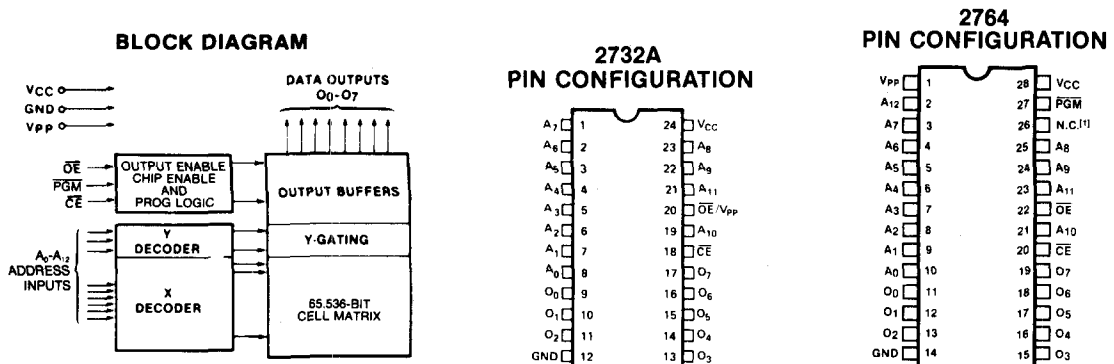 BLOCK DIAGRAM
VCC
GND
VPP
DATA OUTPUTS
O0-O7
OE
PGM
CE
OUTPUT ENABLE
CHIP ENABLE
AND
PROG LOGIC
OUTPUT BUFFERS
A0-A12
ADDRESS
INPUTS
Y
DECODER
Y-GATING
X
DECODER
65,536-BIT
CELL MATRIX
2732A
PIN CONFIGURATION
A7 1 24 VCC
A6 2 23 A8
A5 3 22 A9
A4 4 21 A11
A3 5 20 OE/VPP
A2 6 19 A10
A1 7 18 CE
A0 8 17 O7
O0 9 16 O6
O1 10 15 O5
O2 11 14 O4
GND 12 13 O3
2764
PIN CONFIGURATION
VPP 1 28 VCC
A12 2 27 PGM
A7 3 26 N.C.[1]
A6 4 25 A8
A5 5 24 A9
A4 6 23 A11
A3 7 22 OE
A2 8 21 A10
A1 9 20 CE
A0 10 19 O7
O0 11 18 O6
O1 12 17 O5
O2 13 16 O4
GND 14 15 O3